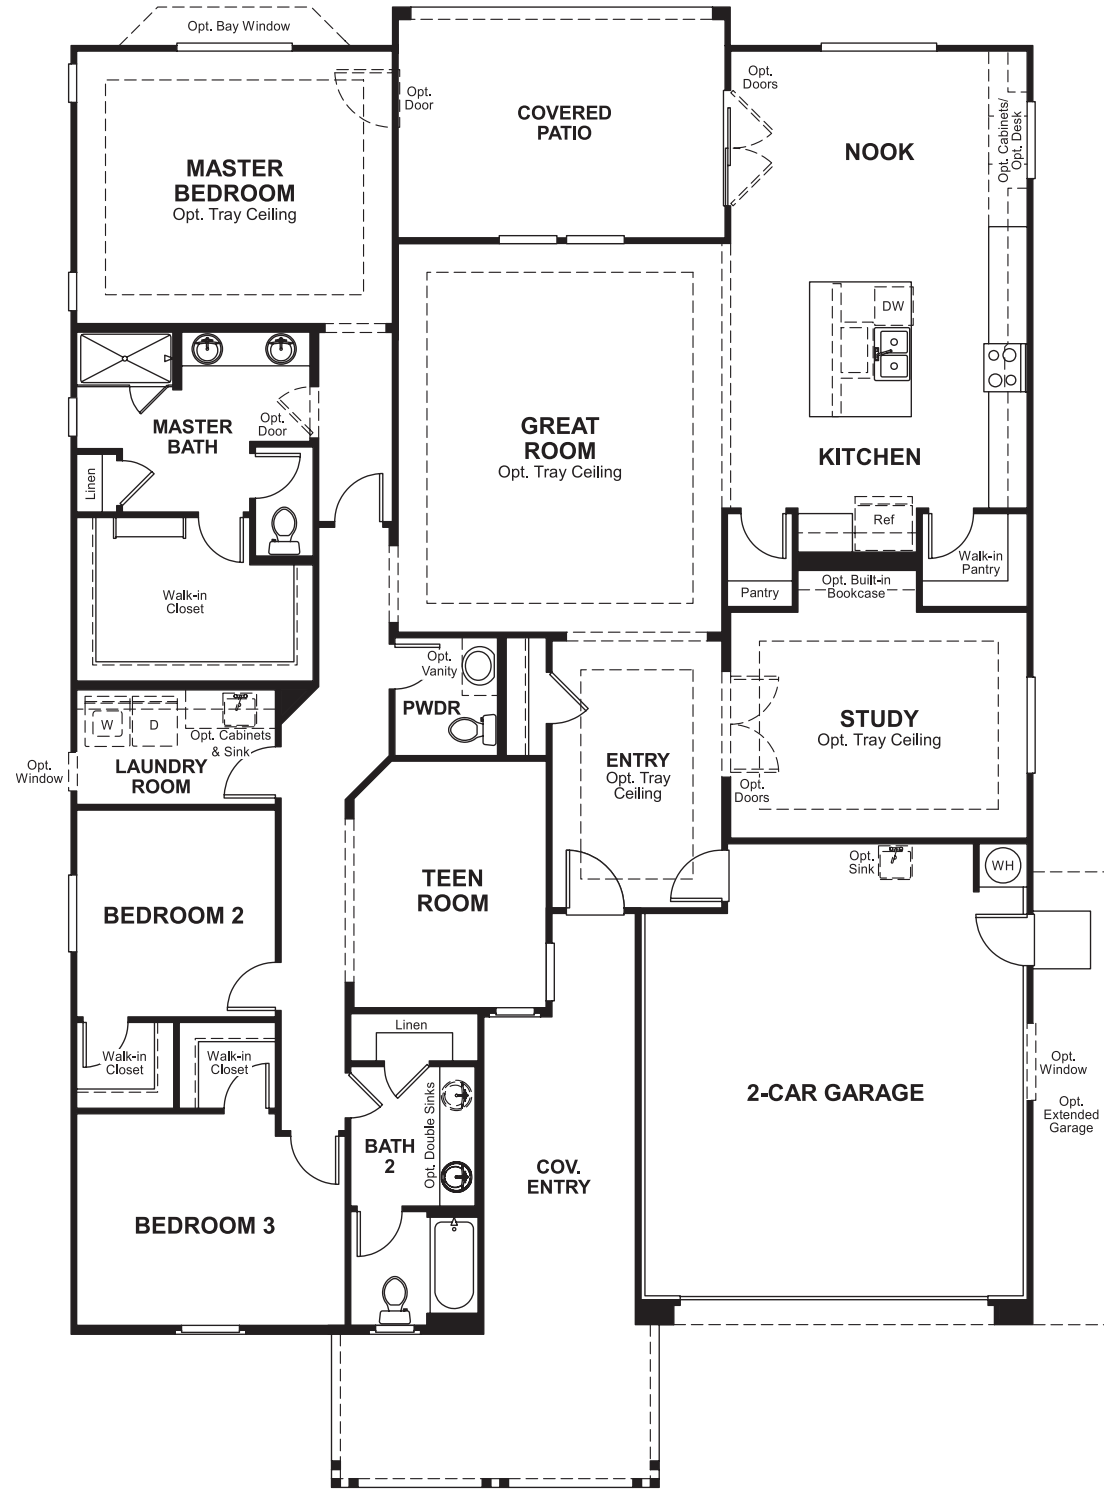 Opt. Bay Window
Opt.
Door
Opt.
Doors
COVERED
PATIO
NOOK
Opt. Cabinets/
Opt. Desk
MASTER
BEDROOM
Opt. Tray Ceiling
DW
GREAT
ROOM
Opt. Tray Ceiling
KITCHEN
MASTER
BATH
Opt.
Door
Linen
Ref
Walk-in
Pantry
Pantry
Opt. Built-in
Bookcase
Walk-in
Closet
Opt.
Vanity
PWDR
W
D
Opt. Cabinets
& Sink
LAUNDRY
ROOM
Opt.
Window
ENTRY
Opt. Tray
Ceiling
STUDY
Opt. Tray Ceiling
Opt.
Doors
Opt.
Sink
WH
TEEN
ROOM
BEDROOM 2
Linen
Walk-in
Closet
Walk-in
Closet
Opt. Double Sinks
BATH
2
2-CAR GARAGE
Opt.
Window
Opt.
Extended
Garage
COV.
ENTRY
BEDROOM 3